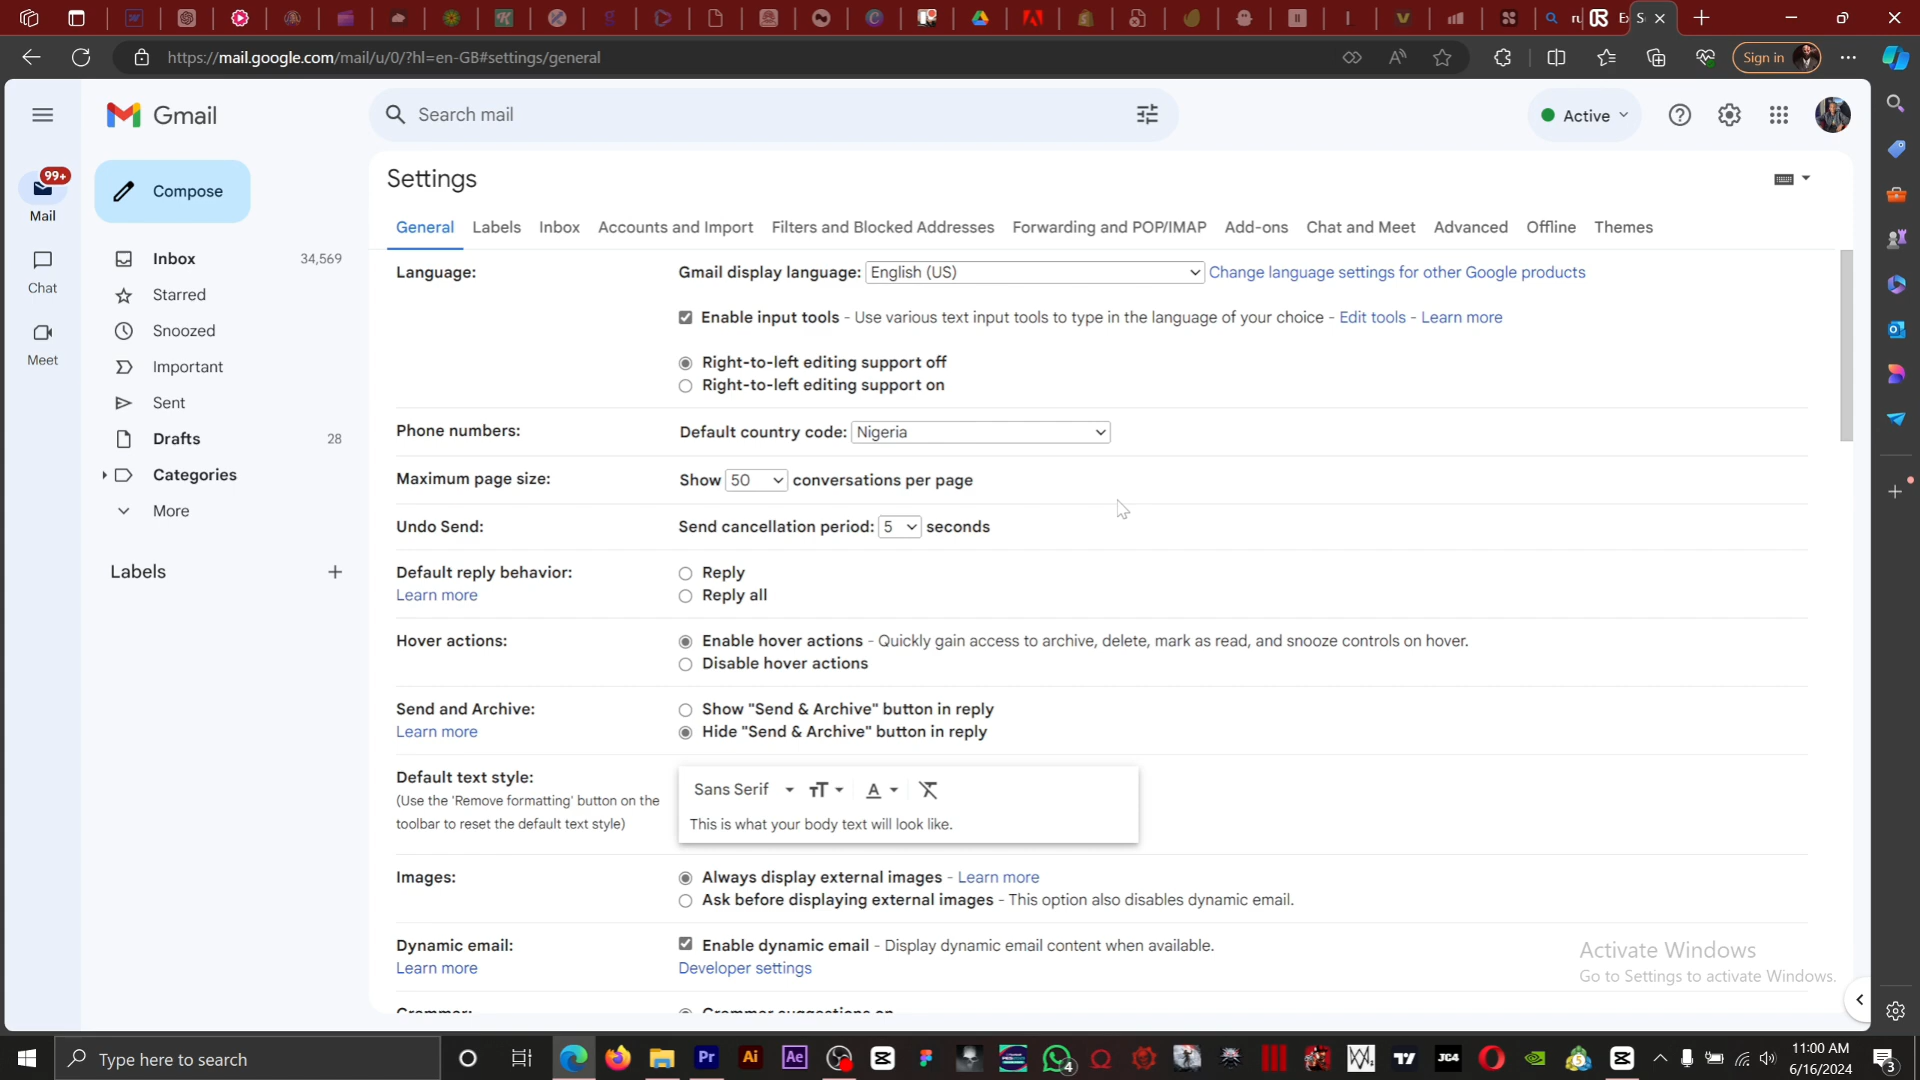 https://mail.google.com/mail/u/0/?hl=en-GB#settings/general
Sign in
Gmail
Search mail
Active
99+
Mail
Compose
Settings
Chat
Meet
Inbox 34,569
Starred
Snoozed
Important
Sent
Drafts 28
Categories
More
Labels
General Labels Inbox Accounts and Import Filters and Blocked Addresses Forwarding and POP/IMAP Add-ons Chat and Meet Advanced Offline Themes
Language: Gmail display language: English (US) Change language settings for other Google products
Enable input tools - Use various text input tools to type in the language of your choice - Edit tools - Learn more
Right-to-left editing support off
Right-to-left editing support on
Phone numbers: Default country code: Nigeria
Maximum page size: Show 50 conversations per page
Undo Send: Send cancellation period: 5 seconds
Default reply behavior: Reply
Learn more Reply all
Hover actions: Enable hover actions - Quickly gain access to archive, delete, mark as read, and snooze controls on hover.
Disable hover actions
Send and Archive: Show "Send & Archive" button in reply
Learn more Hide "Send & Archive" button in reply
Default text style: Sans Serif
(Use the 'Remove formatting' button on the
toolbar to reset the default text style) This is what your body text will look like.
Images: Always display external images - Learn more
Ask before displaying external images - This option also disables dynamic email.
Dynamic email: Enable dynamic email - Display dynamic email content when available.
Learn more Developer settings
Grammar: Grammar suggestions on
Activate Windows
Go to Settings to activate Windows.
Type here to search
Pr Ai Ae
4
JC4
11:00 AM
6/16/2024
3